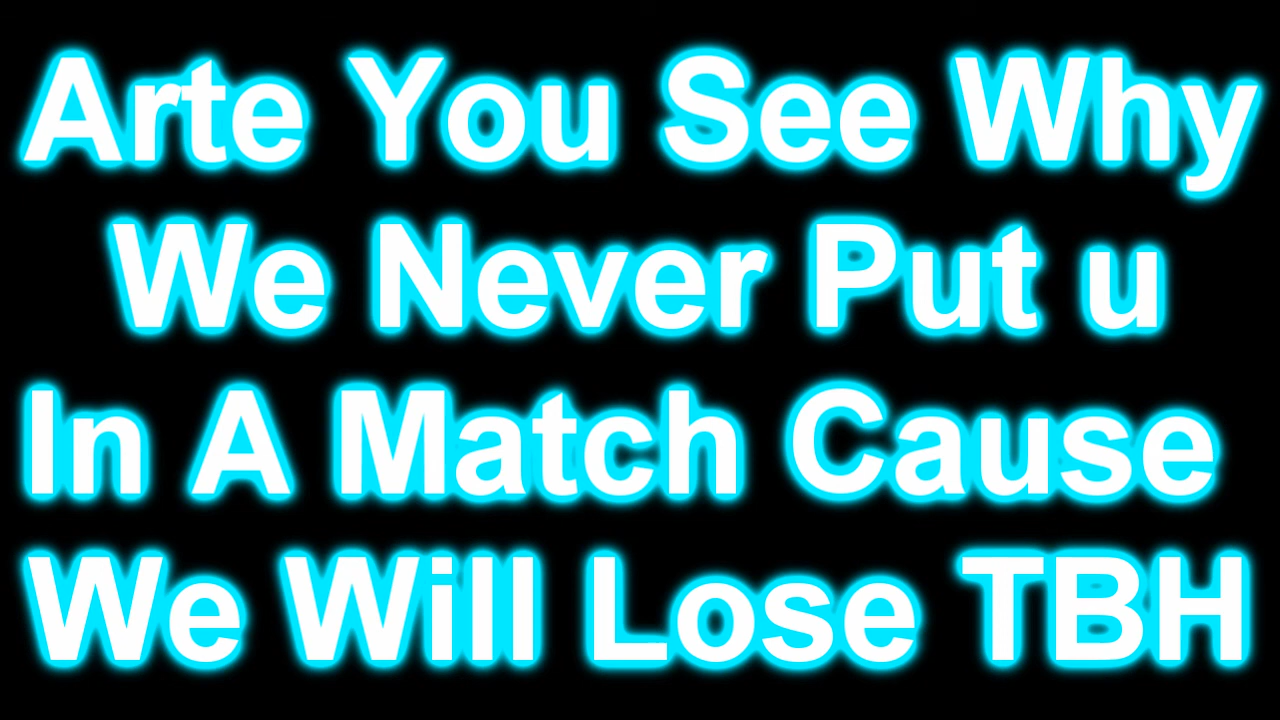 Arte You See Why
We Never Put u
In A Match Cause
We Will Lose TBH